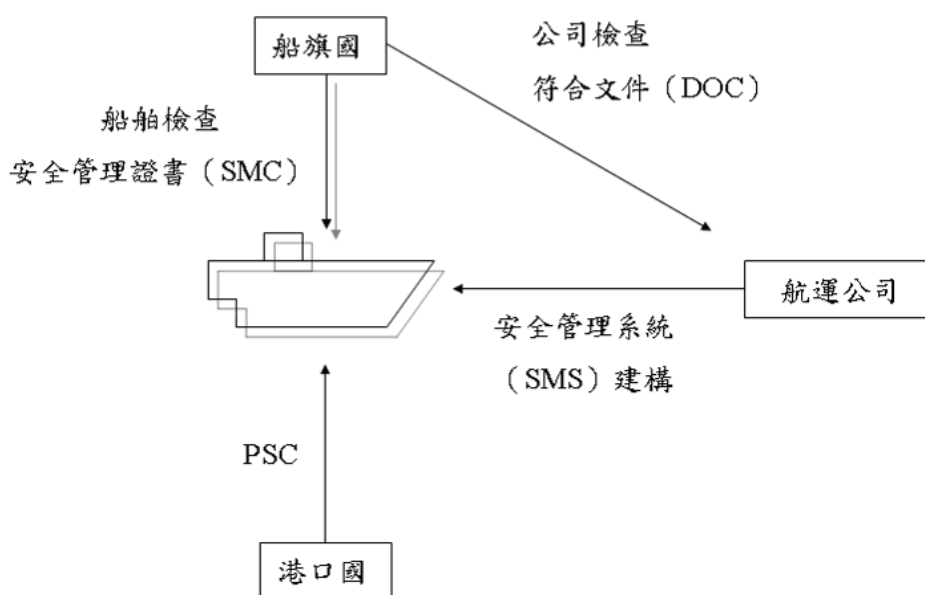 船旗國
公司檢查
符合文件（DOC）
船舶檢查
安全管理證書（SMC）
航運公司
安全管理系統
（SMS）建構
PSC
港口國